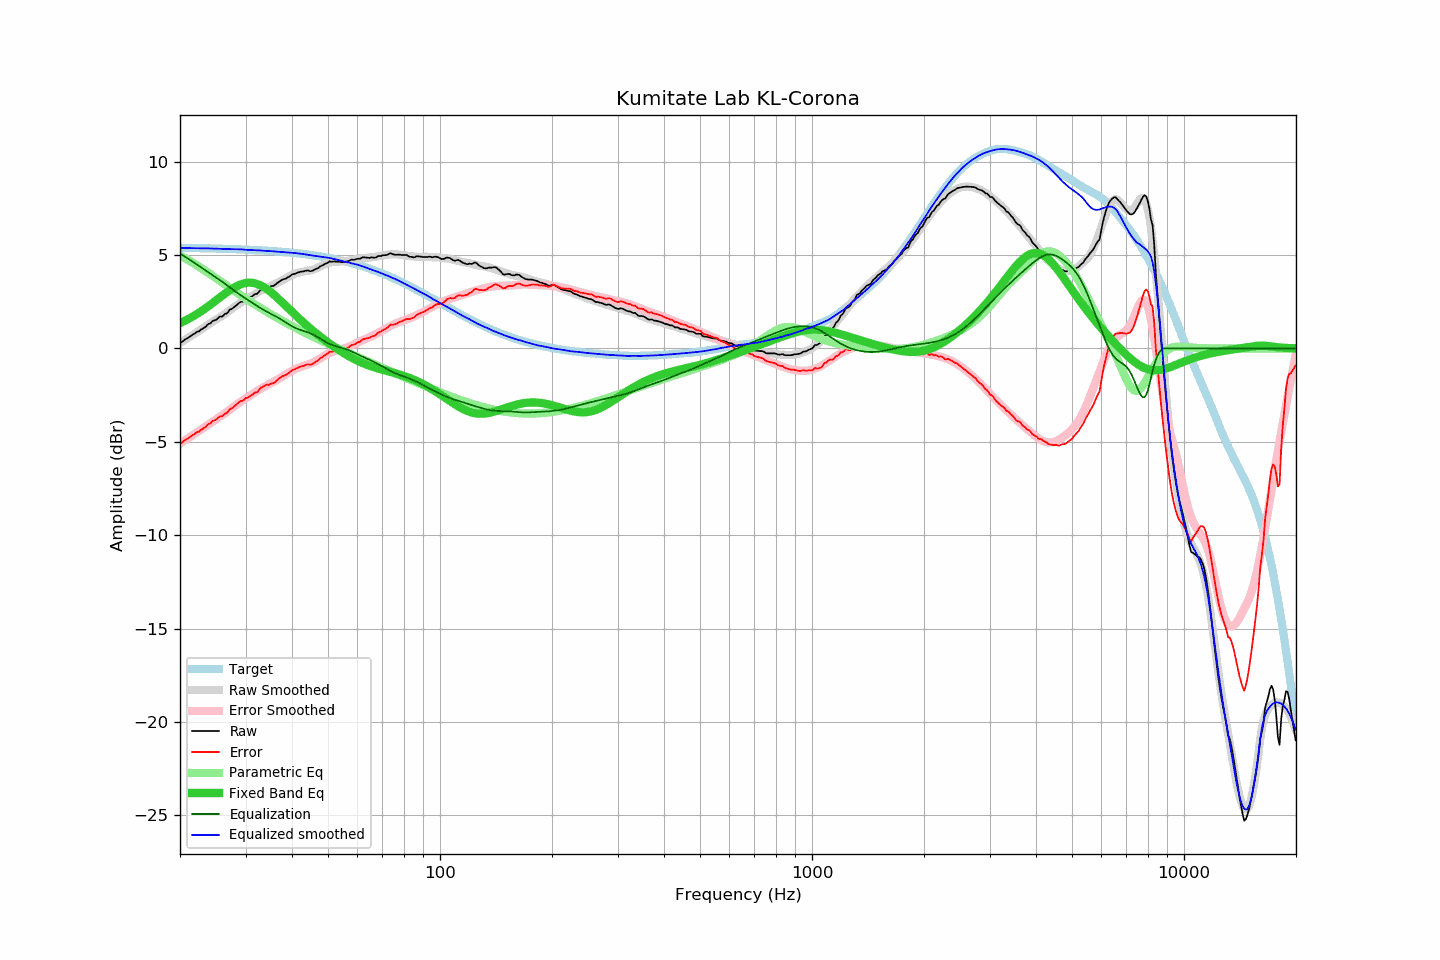 Kumitate Lab KL-Corona
10
5
0
−5
−10
−15
−20
−25
Amplitude (dBr)
Target
Raw Smoothed
Error Smoothed
Raw
Error
Parametric Eq
Fixed Band Eq
Equalization
Equalized smoothed
100
1000
10000
Frequency (Hz)